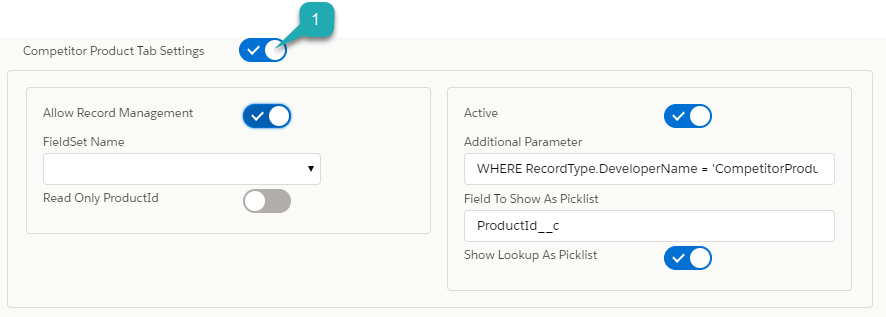 1
Competitor Product Tab Settings
Allow Record Management
FieldSet Name
Read Only ProductId
Active
Additional Parameter
WHERE RecordType.DeveloperName = 'CompetitorProdu
Field To Show As Picklist
ProductId__c
Show Lookup As Picklist